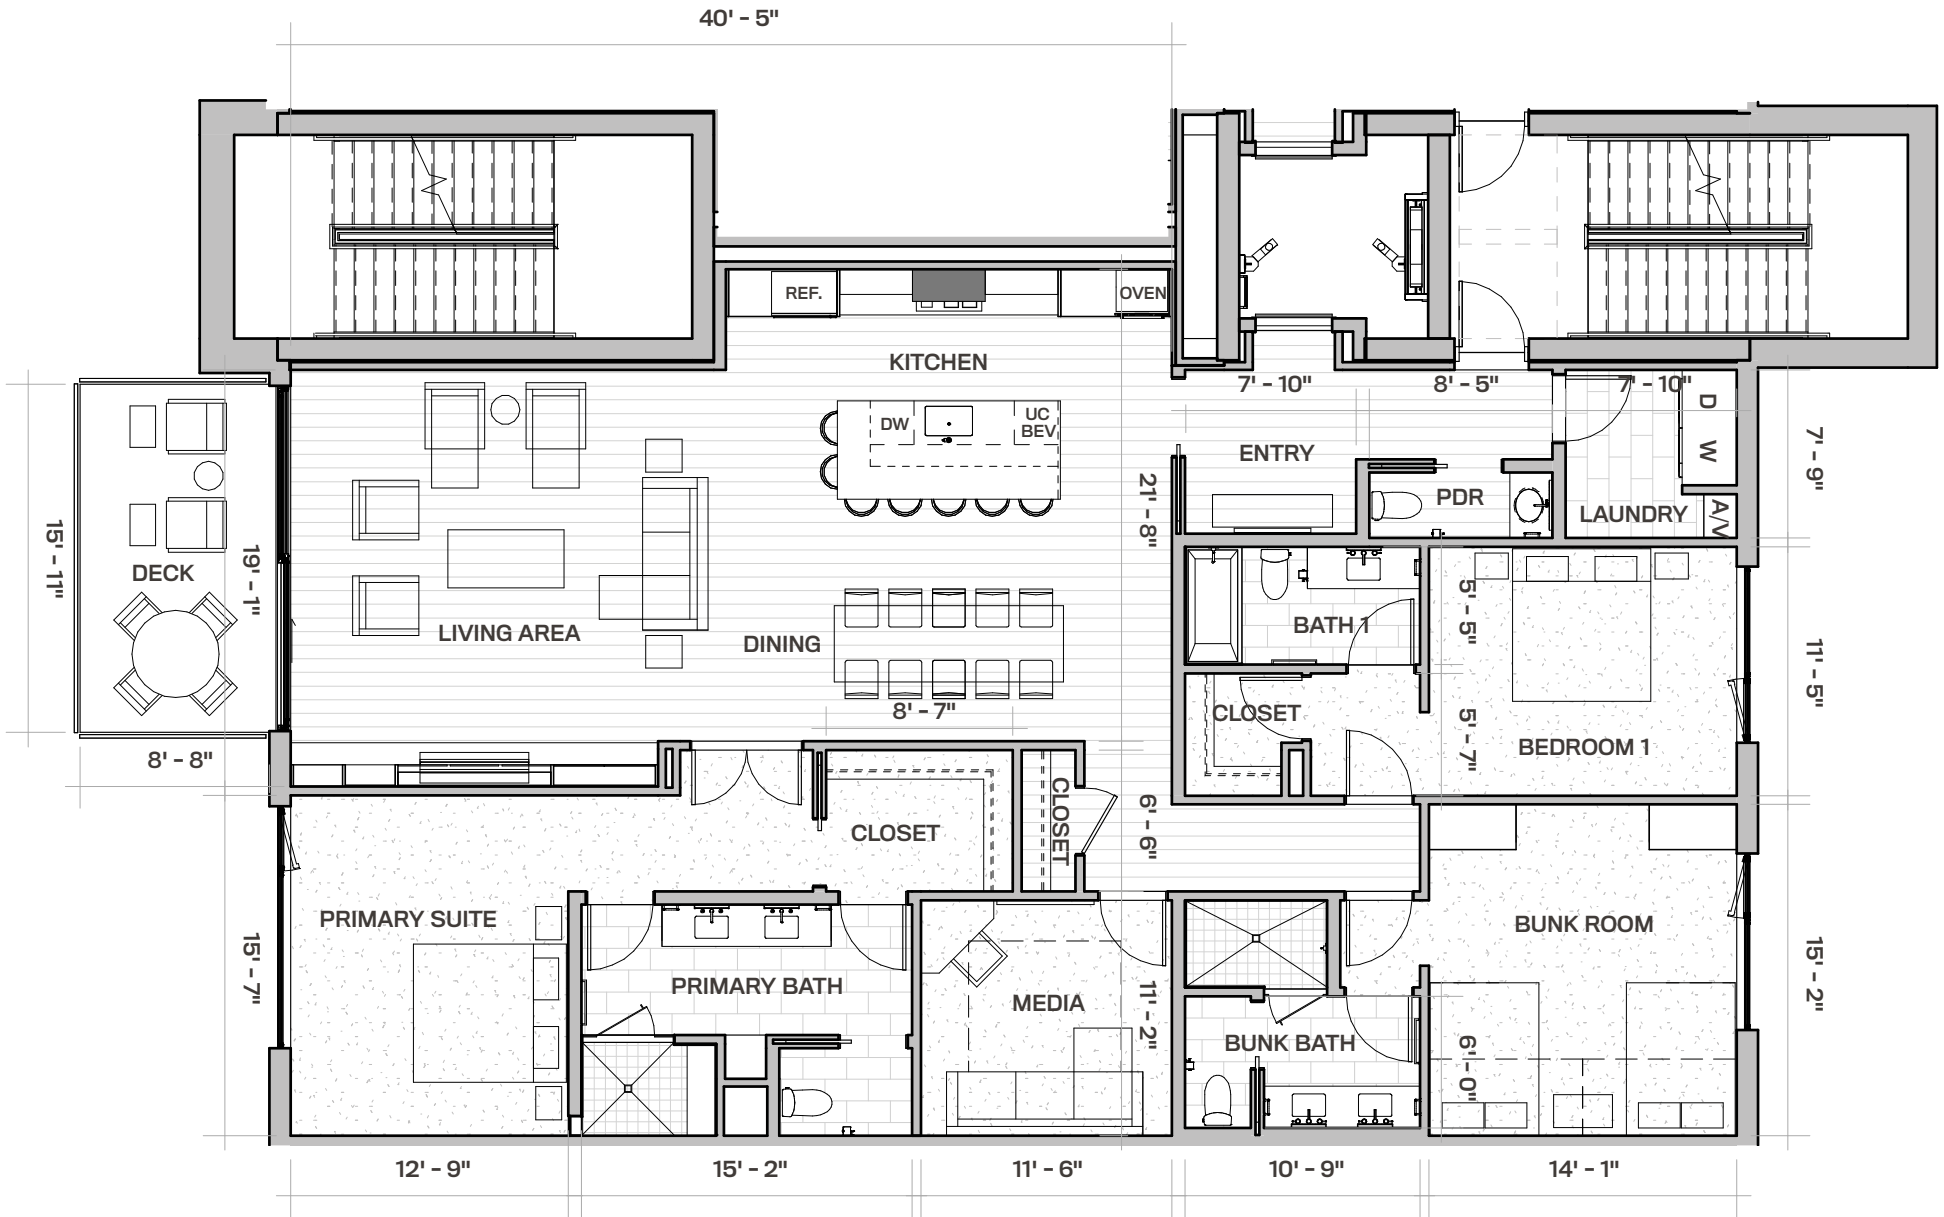 40' - 5"
REF.
OVEN
KITCHEN
7' - 10"
8' - 5"
7' - 10"
DW
UC
BEV
D
W
ENTRY
7' - 9"
PDR
LAUNDRY
A/V
21' - 8"
15' - 11"
19' - 1"
DECK
LIVING AREA
DINING
BATH 1
5' - 5"
11' - 5"
8' - 7"
CLOSET
5' - 7"
BEDROOM 1
8' - 8"
CLOSET
CLOSET
6' - 6"
PRIMARY SUITE
BUNK ROOM
15' - 7"
PRIMARY BATH
MEDIA
11' - 2"
BUNK BATH
6' - 0"
15' - 2"
12' - 9"
15' - 2"
11' - 6"
10' - 9"
14' - 1"